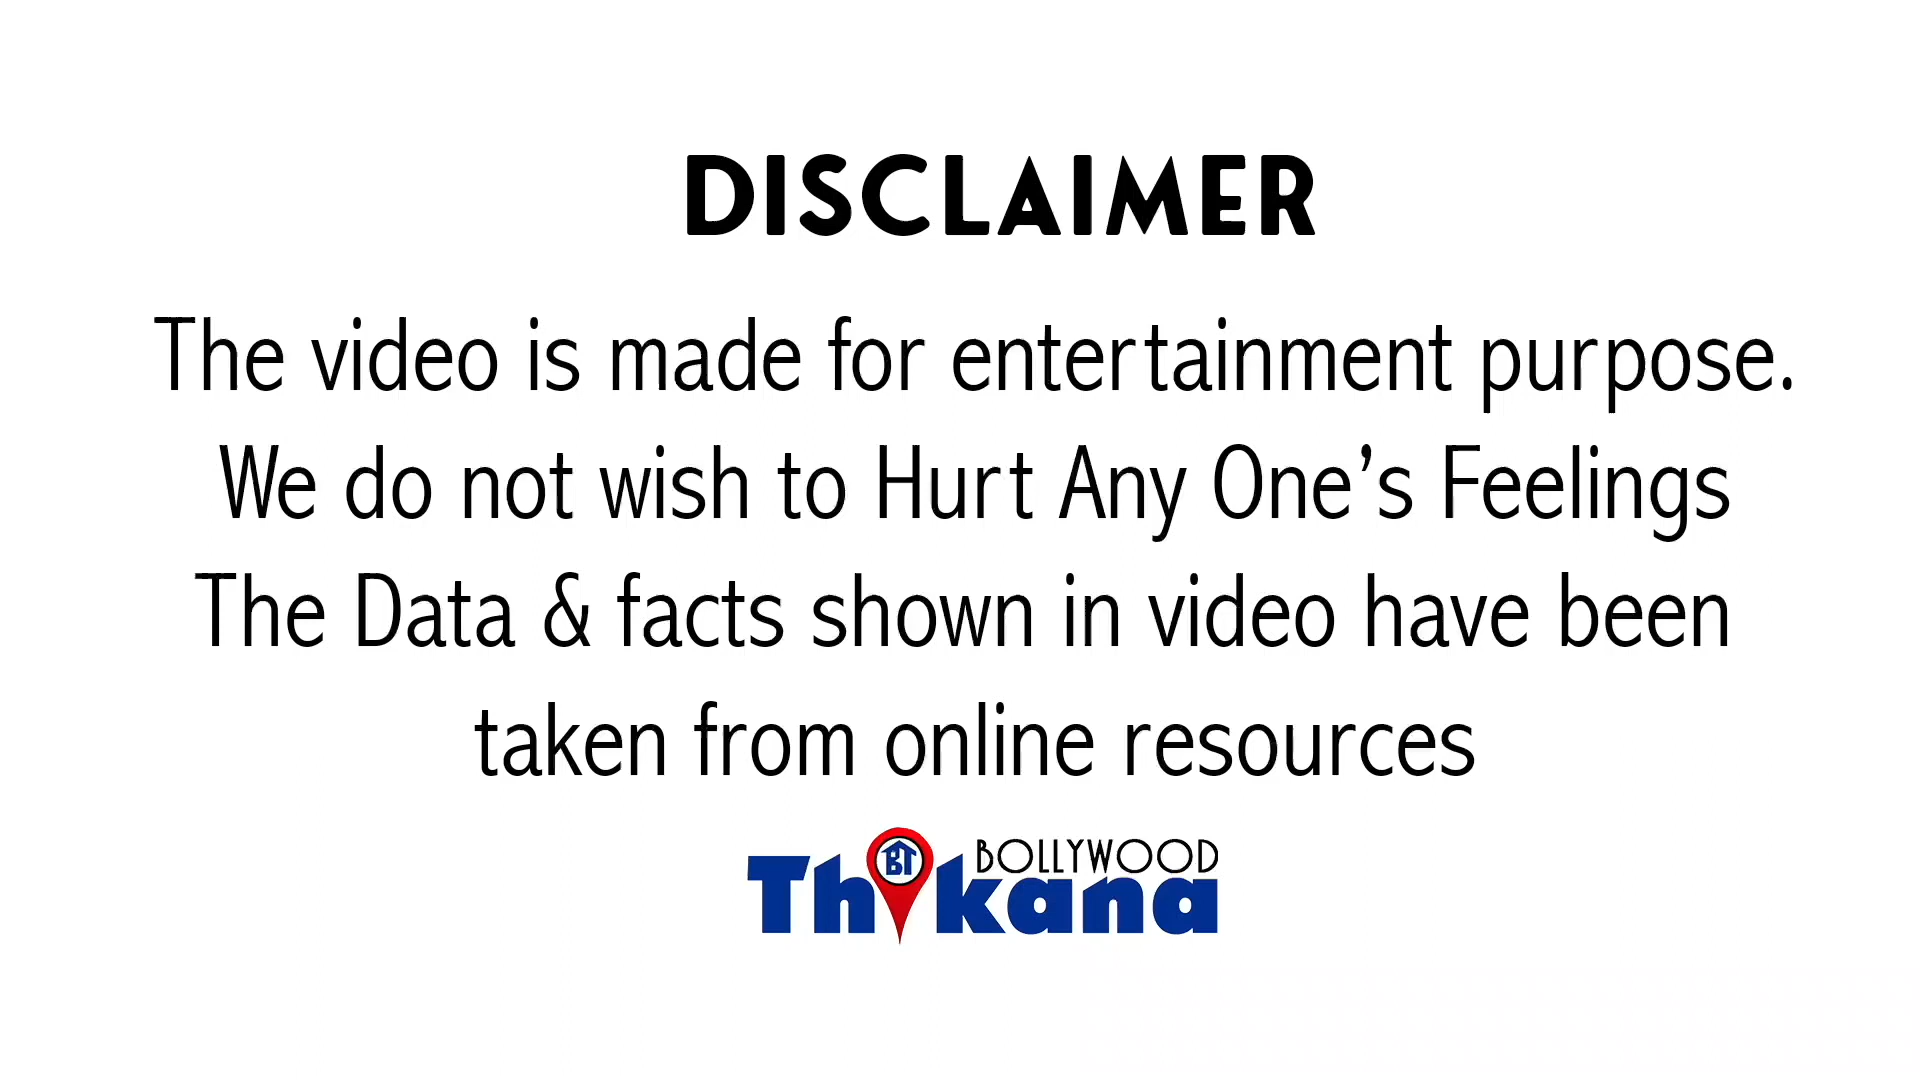 DISCLAIMER
The video is made for entertainment purpose.
We do not wish to Hurt Any One’s Feelings
The Data & facts shown in video have been
taken from online resources
BT
BOLLYWOOD
Thikana